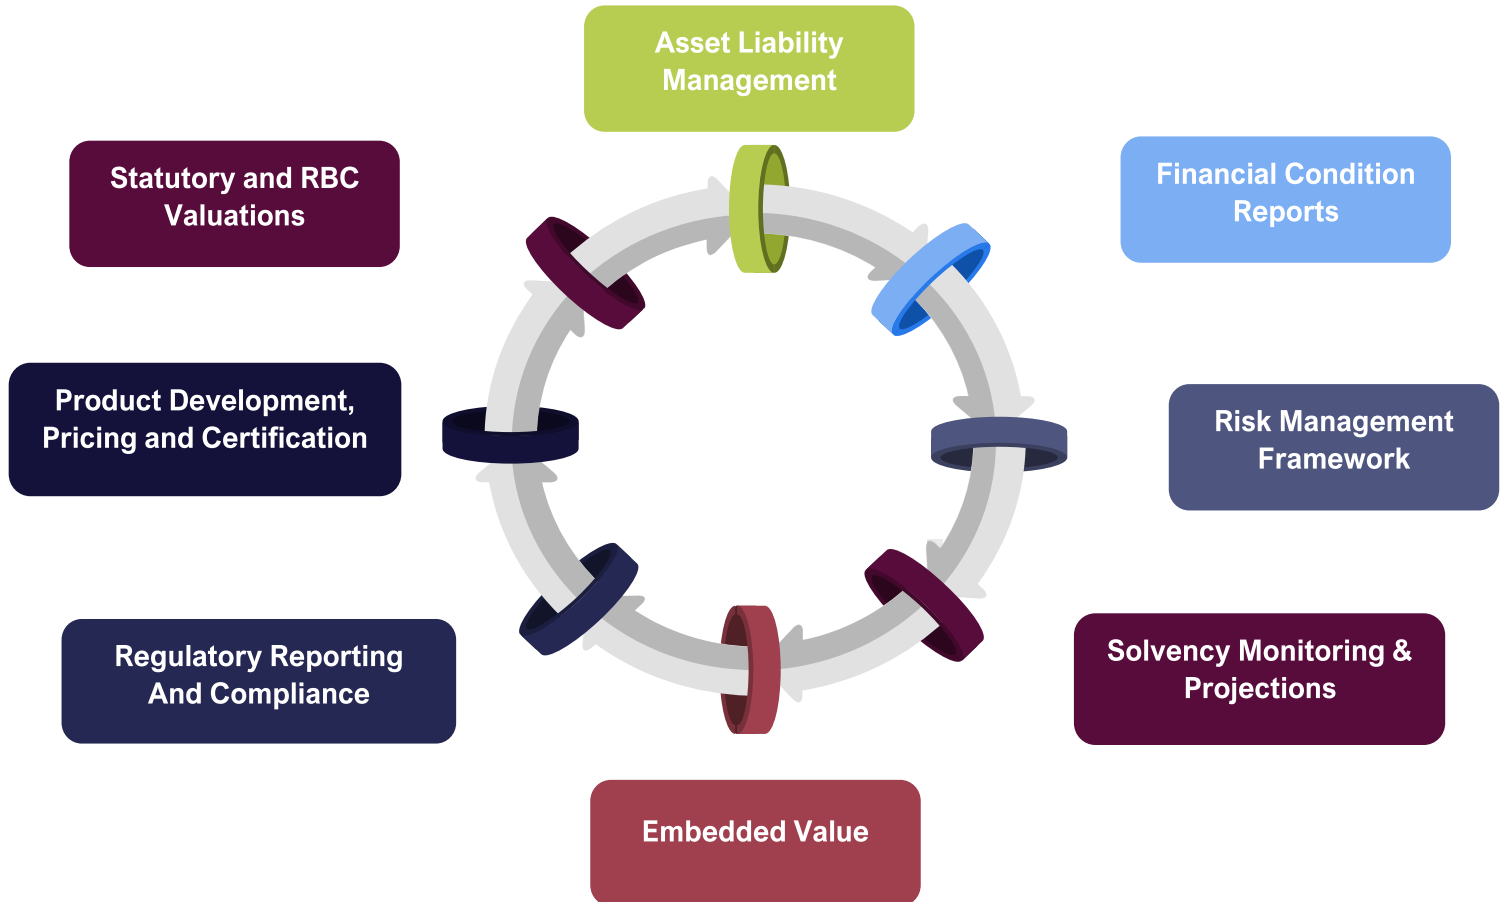 Asset Liability
Management
Financial Condition
Reports
Risk Management
Framework
Solvency Monitoring &
Projections
Embedded Value
Regulatory Reporting
And Compliance
Product Development,
Pricing and Certification
Statutory and RBC
Valuations